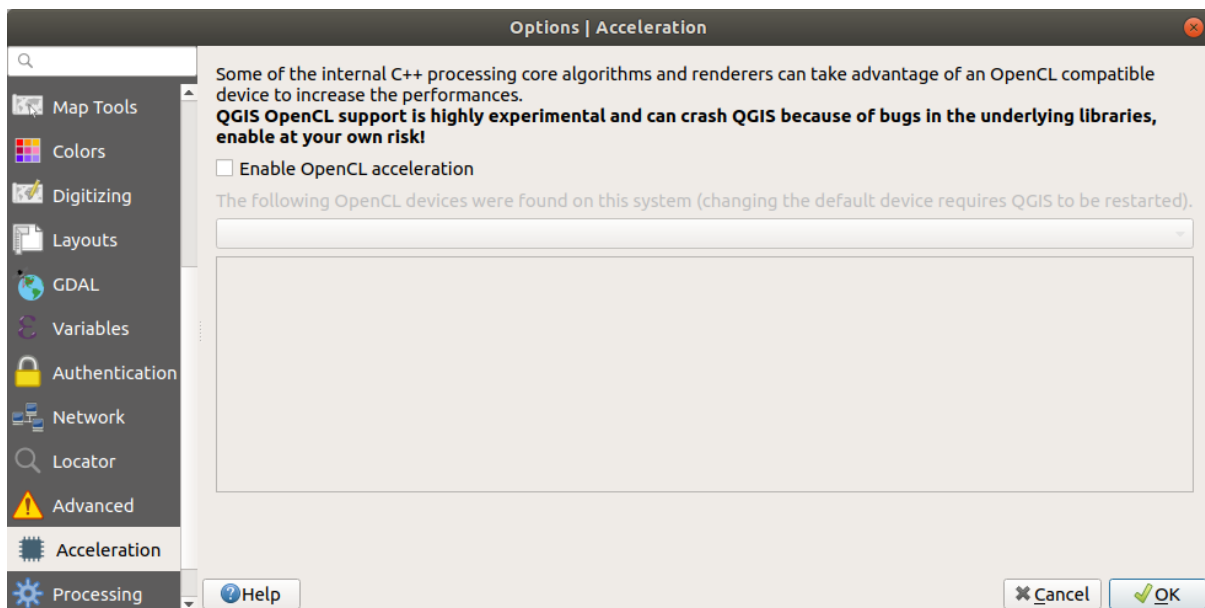 Options | Acceleration
Map Tools
Colors
Digitizing
Layouts
GDAL
Variables
Authentication
Network
Locator
Advanced
Acceleration
Processing
Some of the internal C++ processing core algorithms and renderers can take advantage of an OpenCL compatible
device to increase the performances.
QGIS OpenCL support is highly experimental and can crash QGIS because of bugs in the underlying libraries,
enable at your own risk!
Enable OpenCL acceleration
The following OpenCL devices were found on this system (changing the default device requires QGIS to be restarted).
Help
Cancel
OK